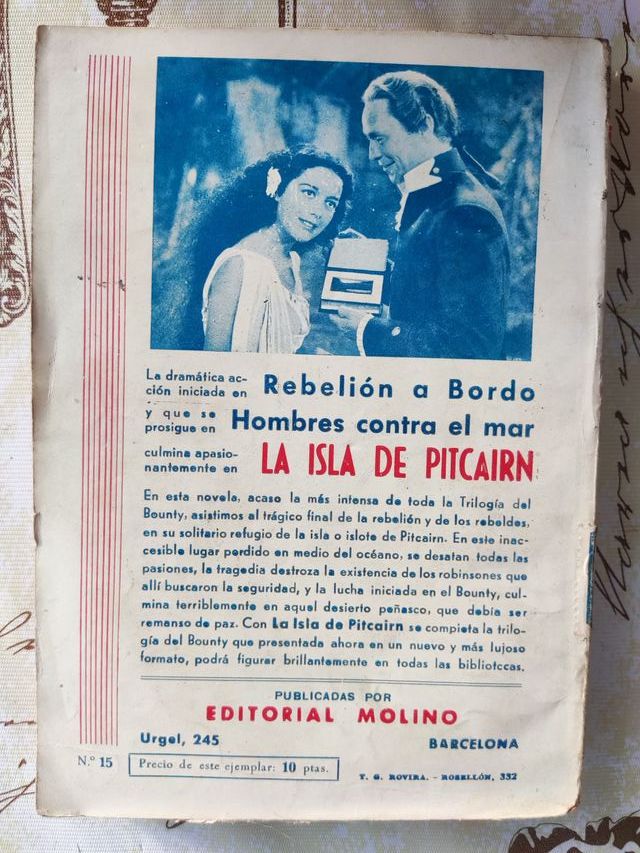 La dramática ac-
ción iniciada en Rebelión a Bordo
y que se
prosigue en Hombres contra el mar
culmina apasio-
nantemente en LA ISLA DE PITCAIRN
En esta novela, acaso la más intensa de toda la Trilogía del
Bounty, asistimos al trágico final de la rebelión y de los rebeldes,
en su solitario refugio de la isla o islote de Pitcairn. En este inac-
cesible lugar perdido en medio del océano, se desatan todas las
pasiones, la tragedia destroza la existencia de los robinsones que
allí buscaron la seguridad, y la lucha iniciada en el Bounty, cul-
mina terriblemente en aquel desierto peñasco, que debía ser
remanso de paz. Con La Isla de Pitcairn se completa la trilo-
gía del Bounty que presentada ahora en un nuevo y más lujoso
formato, podrá figurar brillantemente en todas las bibliotecas.
PUBLICADAS POR
EDITORIAL MOLINO
Urgel, 245 BARCELONA
N.º 15 Precio de este ejemplar: 10 ptas.
T. G. ROVIRA. - ROSELLÓN, 332